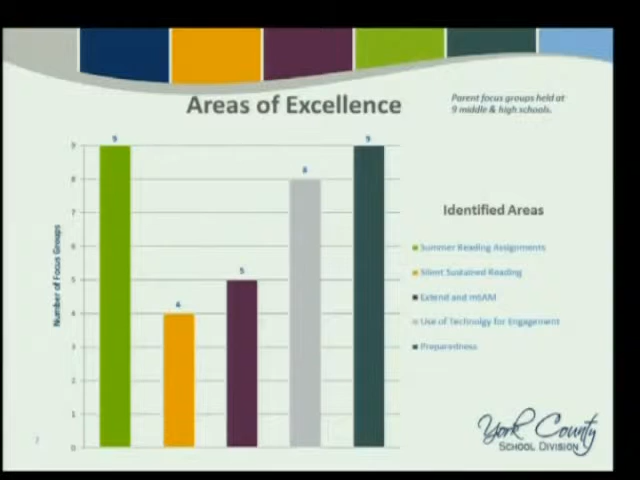 Areas of Excellence
Parent focus groups held at
9 middle & high schools.
Number of Focus Groups
9
8
7
6
5
4
3
2
1
0
9
4
5
8
9
Identified Areas
Summer Reading Assignments
Silent Sustained Reading
Extend and mSAM
Use of Technolgy for Engagement
Preparedness
7
York County
SCHOOL DIVISION